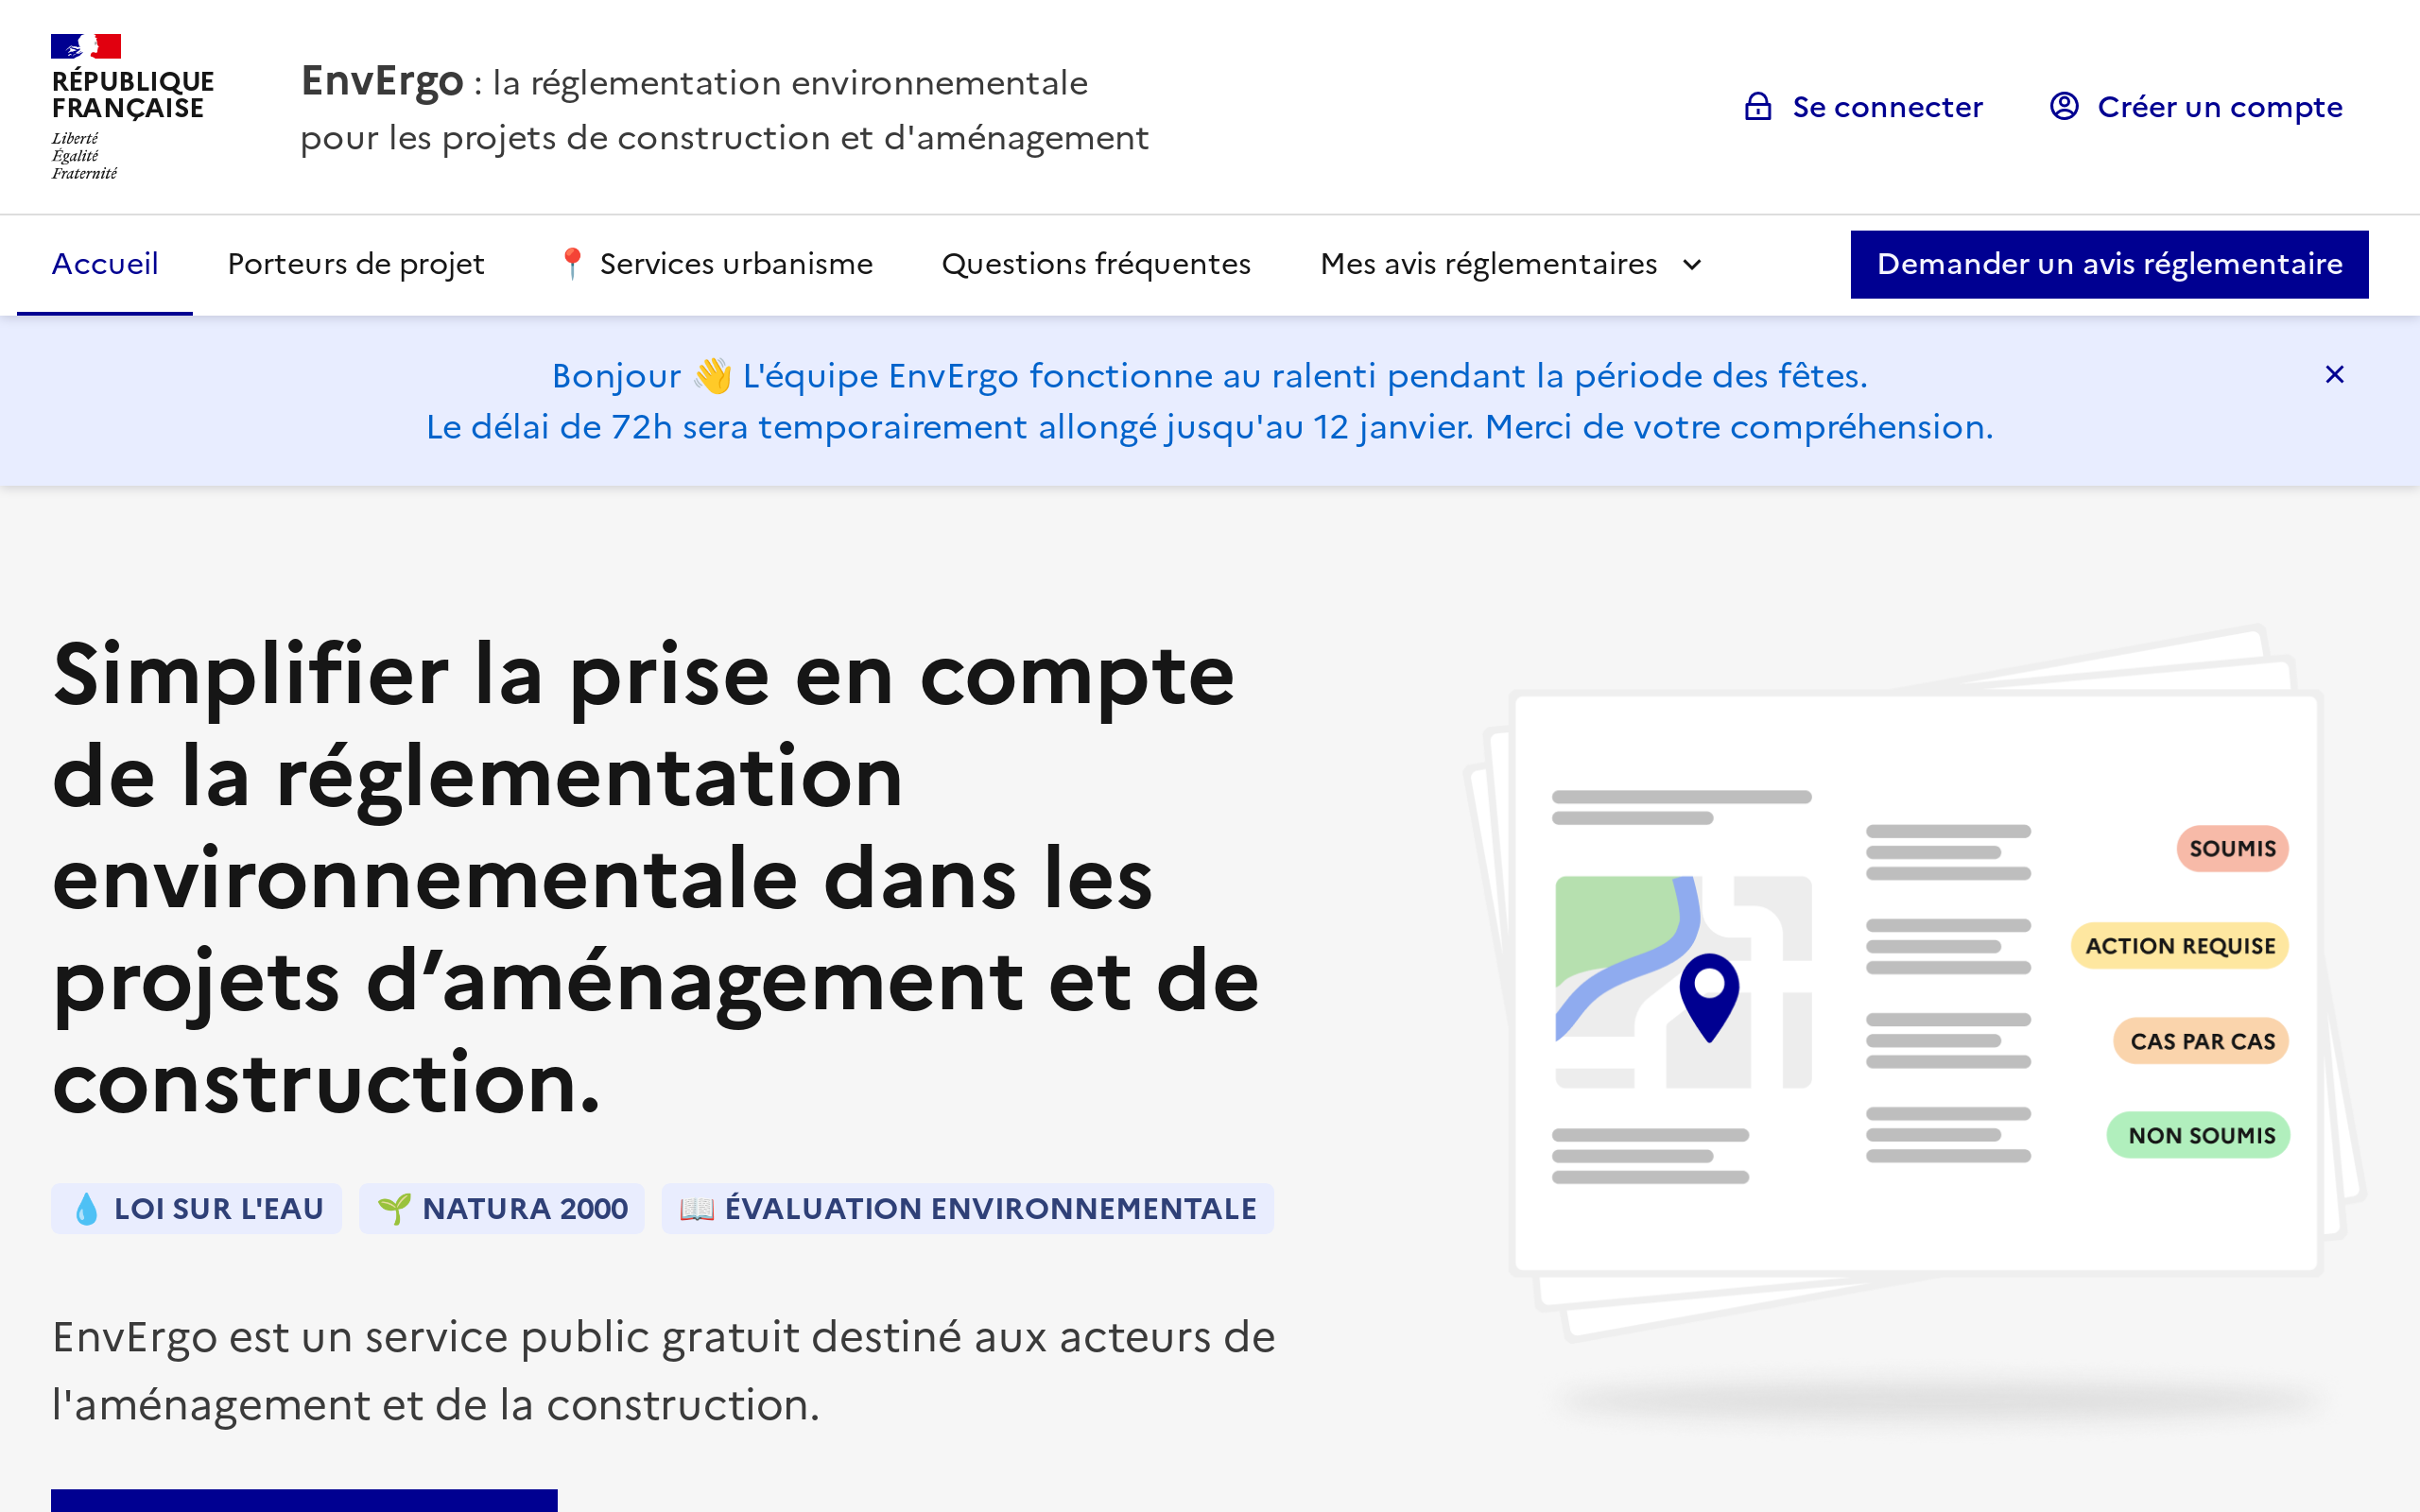 RÉPUBLIQUE
FRANÇAISE
Liberté
Égalité
Fraternité
EnvErgo : la réglementation environnementale
pour les projets de construction et d'aménagement
Se connecter
Créer un compte
Accueil
Porteurs de projet
📍 Services urbanisme
Questions fréquentes
Mes avis réglementaires
Demander un avis réglementaire
Bonjour 👋 L'équipe EnvErgo fonctionne au ralenti pendant la période des fêtes.
Le délai de 72h sera temporairement allongé jusqu'au 12 janvier. Merci de votre compréhension.
Simplifier la prise en compte
de la réglementation
environnementale dans les
projets d’aménagement et de
construction.
💧 LOI SUR L'EAU
🌱 NATURA 2000
📖 ÉVALUATION ENVIRONNEMENTALE
EnvErgo est un service public gratuit destiné aux acteurs de
l'aménagement et de la construction.
SOUMIS
ACTION REQUISE
CAS PAR CAS
NON SOUMIS